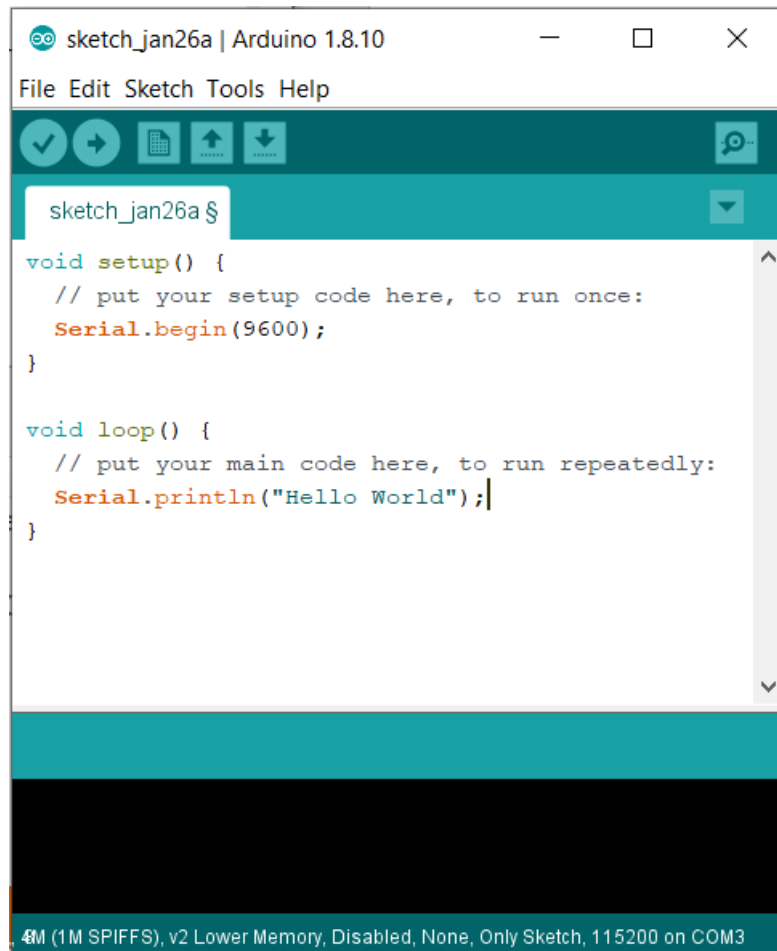 sketch_jan26a | Arduino 1.8.10
File Edit Sketch Tools Help
sketch_jan26a §
void setup() {
  // put your setup code here, to run once:
  Serial.begin(9600);
}

void loop() {
  // put your main code here, to run repeatedly:
  Serial.println("Hello World");
}
(1M SPIFFS), v2 Lower Memory, Disabled, None, Only Sketch, 115200 on COM3